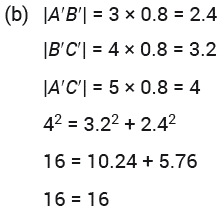 (b) |A′B′| = 3 × 0.8 = 2.4
|B′C′| = 4 × 0.8 = 3.2
|A′C′| = 5 × 0.8 = 4
4² = 3.2² + 2.4²
16 = 10.24 + 5.76
16 = 16